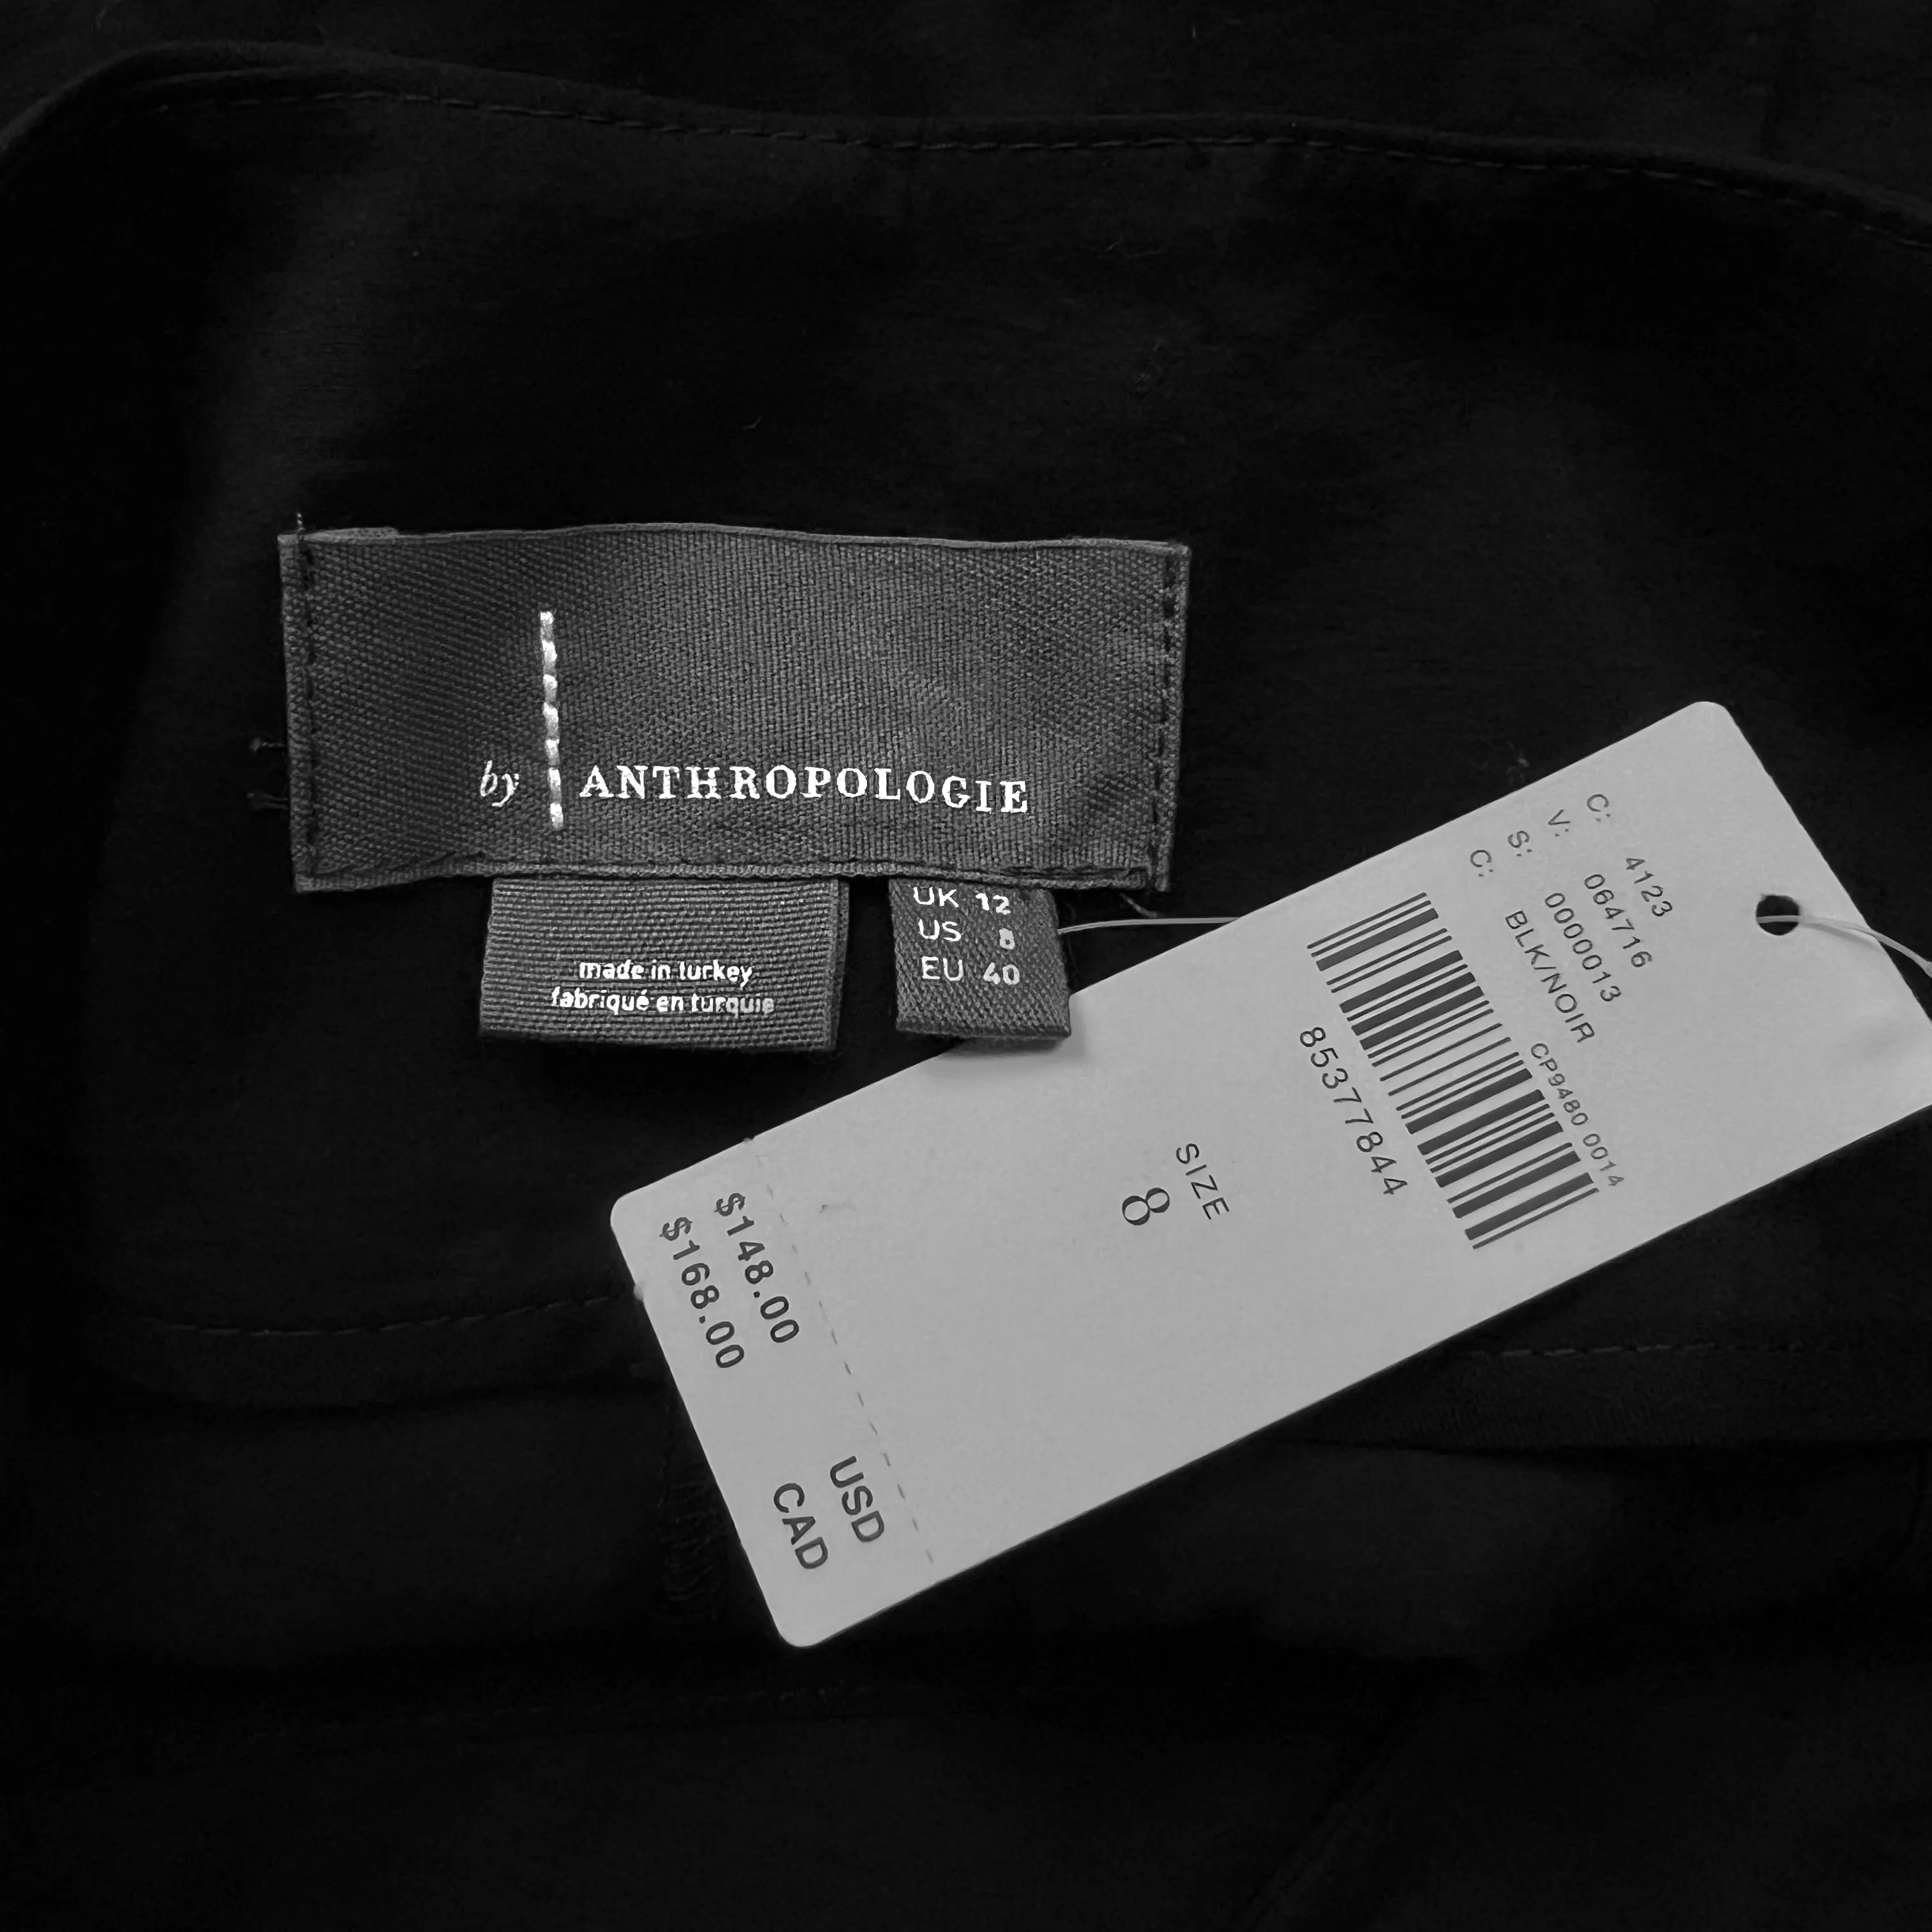 by ANTHROPOLOGIE
made in turkey
fabriqué en turquie
UK 12
US 8
EU 40
C: 4123
V: 064716
S: 0000013
C: BLK/NOIR
CP9480 0014
85377844
SIZE
8
$148.00 USD
$168.00 CAD